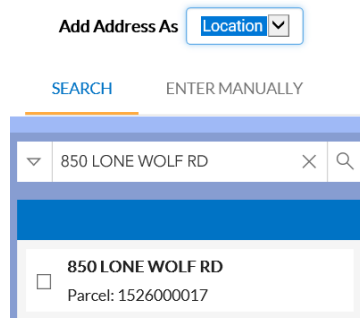 Add Address As Location
SEARCH ENTER MANUALLY
850 LONE WOLF RD
850 LONE WOLF RD
Parcel: 1526000017